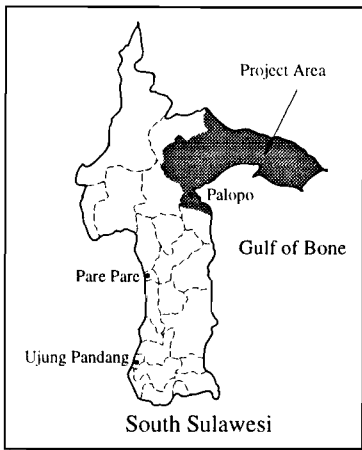 Project Area
Palopo
Gulf of Bone
Pare Pare
Ujung Pandang
South Sulawesi